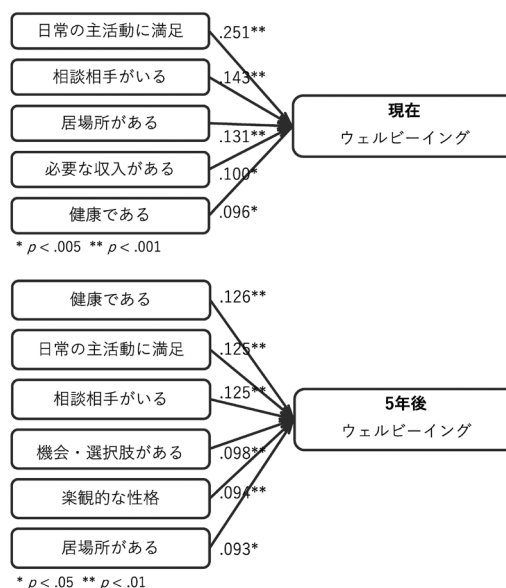 日常の主活動に満足
.251**
相談相手がいる
.143**
居場所がある
.131**
必要な収入がある
.100*
健康である
.096*
現在
ウェルビーイング
* p < .005 ** p < .001
健康である
.126**
日常の主活動に満足
.125**
相談相手がいる
.125**
機会・選択肢がある
.098**
楽観的な性格
.094**
居場所がある
.093*
5年後
ウェルビーイング
* p < .05 ** p < .01